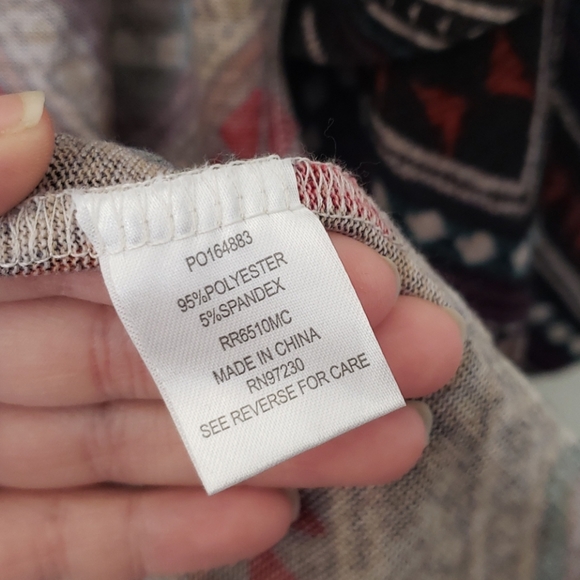 PO164883
95%POLYESTER
5%SPANDEX
RR6510MC
MADE IN CHINA
RN97230
SEE REVERSE FOR CARE